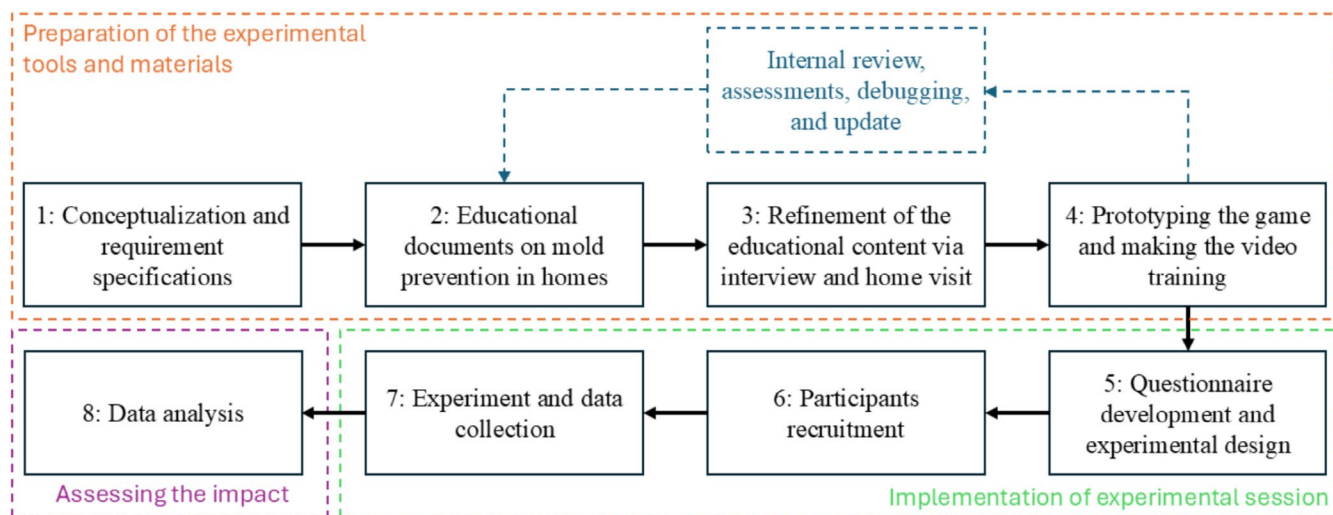 Preparation of the experimental
tools and materials
Internal review,
assessments, debugging,
and update
1: Conceptualization and
requirement
specifications
2: Educational
documents on mold
prevention in homes
3: Refinement of the
educational content via
interview and home visit
4: Prototyping the game
and making the video
training
5: Questionnaire
development and
experimental design
6: Participants
recruitment
7: Experiment and data
collection
8: Data analysis
Assessing the impact
Implementation of experimental session